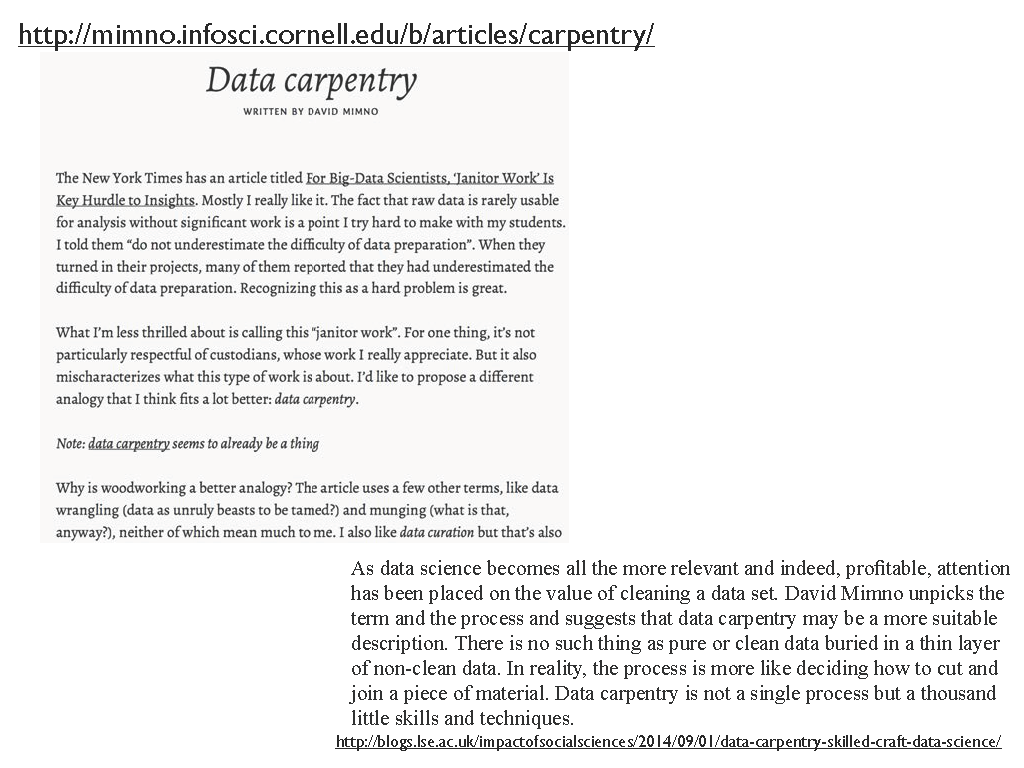 http://mimno.infosci.cornell.edu/b/articles/carpentry/
Data carpentry
WRITTEN BY DAVID MIMNO
The New York Times has an article titled For Big-Data Scientists, ‘Janitor Work’ Is
Key Hurdle to Insights. Mostly I really like it. The fact that raw data is rarely usable
for analysis without significant work is a point I try hard to make with my students.
I told them “do not underestimate the difficulty of data preparation”. When they
turned in their projects, many of them reported that they had underestimated the
difficulty of data preparation. Recognizing this as a hard problem is great.
What I’m less thrilled about is calling this “janitor work”. For one thing, it’s not
particularly respectful of custodians, whose work I really appreciate. But it also
mischaracterizes what this type of work is about. I’d like to propose a different
analogy that I think fits a lot better: data carpentry.
Note: data carpentry seems to already be a thing
Why is woodworking a better analogy? The article uses a few other terms, like data
wrangling (data as unruly beasts to be tamed?) and munging (what is that,
anyway?), neither of which mean much to me. I also like data curation but that’s also
As data science becomes all the more relevant and indeed, profitable, attention
has been placed on the value of cleaning a data set. David Mimno unpicks the
term and the process and suggests that data carpentry may be a more suitable
description. There is no such thing as pure or clean data buried in a thin layer
of non-clean data. In reality, the process is more like deciding how to cut and
join a piece of material. Data carpentry is not a single process but a thousand
little skills and techniques.
http://blogs.lse.ac.uk/impactofsocialsciences/2014/09/01/data-carpentry-skilled-craft-data-science/